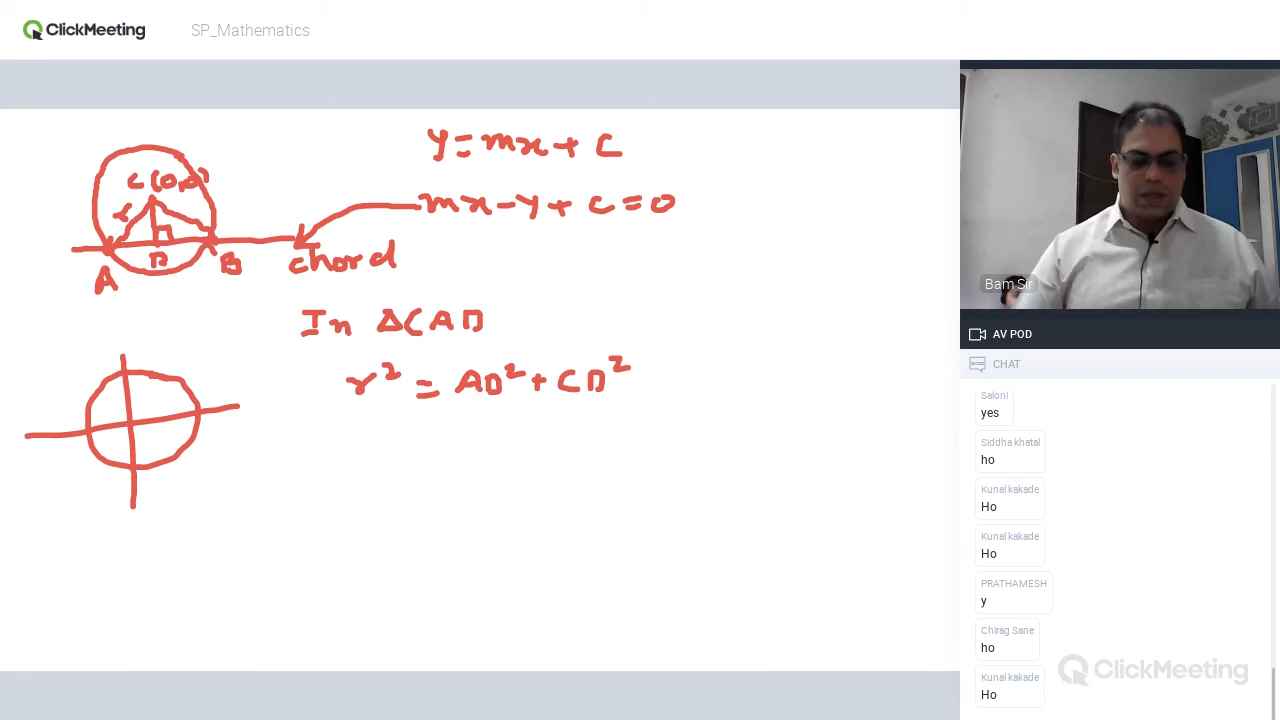 ClickMeeting
SP_Mathematics
y = mx + c
C(0,0)
mx - y + c = 0
r
D
A
B
chord
In ΔCAD
r² = AD² + CD²
Bam Sir
AV POD
CHAT
Saloni
yes
Siddha khatal
ho
Kunal kakade
Ho
Kunal kakade
Ho
PRATHAMESH
y
Chirag Sane
ho
Kunal kakade
Ho
ClickMeeting